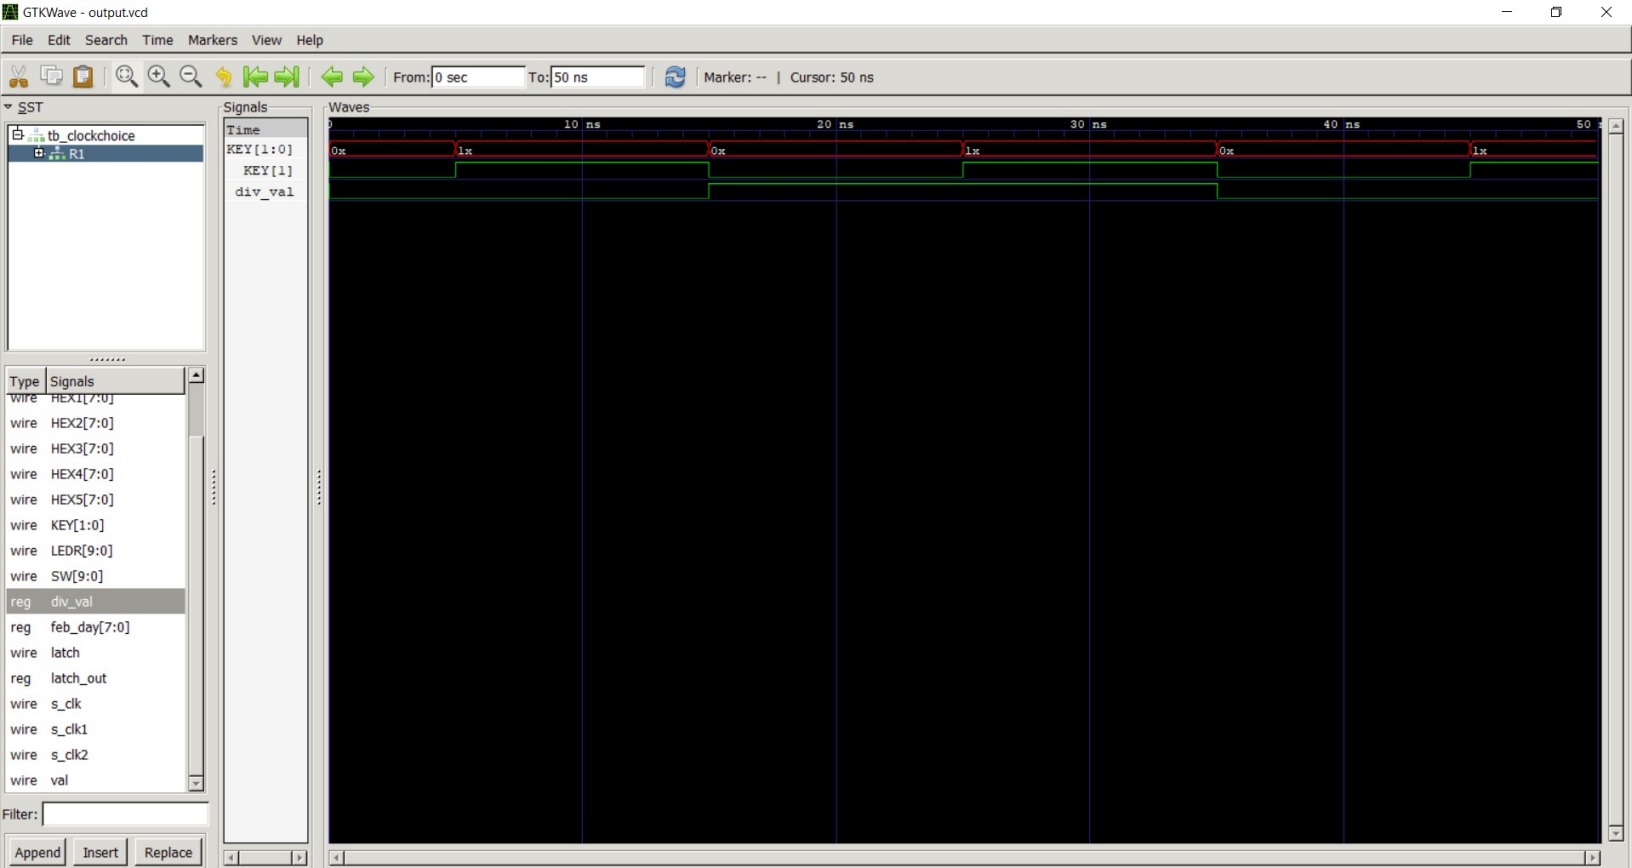 GTKWave - output.vcd
File Edit Search Time Markers View Help
From: 0 sec To: 50 ns Marker: -- | Cursor: 50 ns
SST
tb_clockchoice
R1
Type Signals
wire HEX1[7:0]
wire HEX2[7:0]
wire HEX3[7:0]
wire HEX4[7:0]
wire HEX5[7:0]
wire KEY[1:0]
wire LEDR[9:0]
wire SW[9:0]
reg div_val
reg feb_day[7:0]
wire latch
reg latch_out
wire s_clk
wire s_clk1
wire s_clk2
wire val
Filter:
Append Insert Replace
Signals
Time
KEY[1:0]
KEY[1]
div_val
Waves
0 10 ns 20 ns 30 ns 40 ns 50
0x 1x 0x 1x 0x 1x